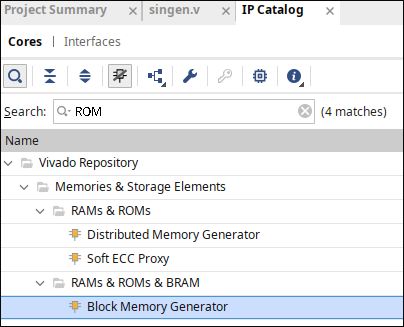 Project Summary × singen.v × IP Catalog ×
Cores | Interfaces
Search: ROM (4 matches)
Name
Vivado Repository
Memories & Storage Elements
RAMs & ROMs
Distributed Memory Generator
Soft ECC Proxy
RAMs & ROMs & BRAM
Block Memory Generator